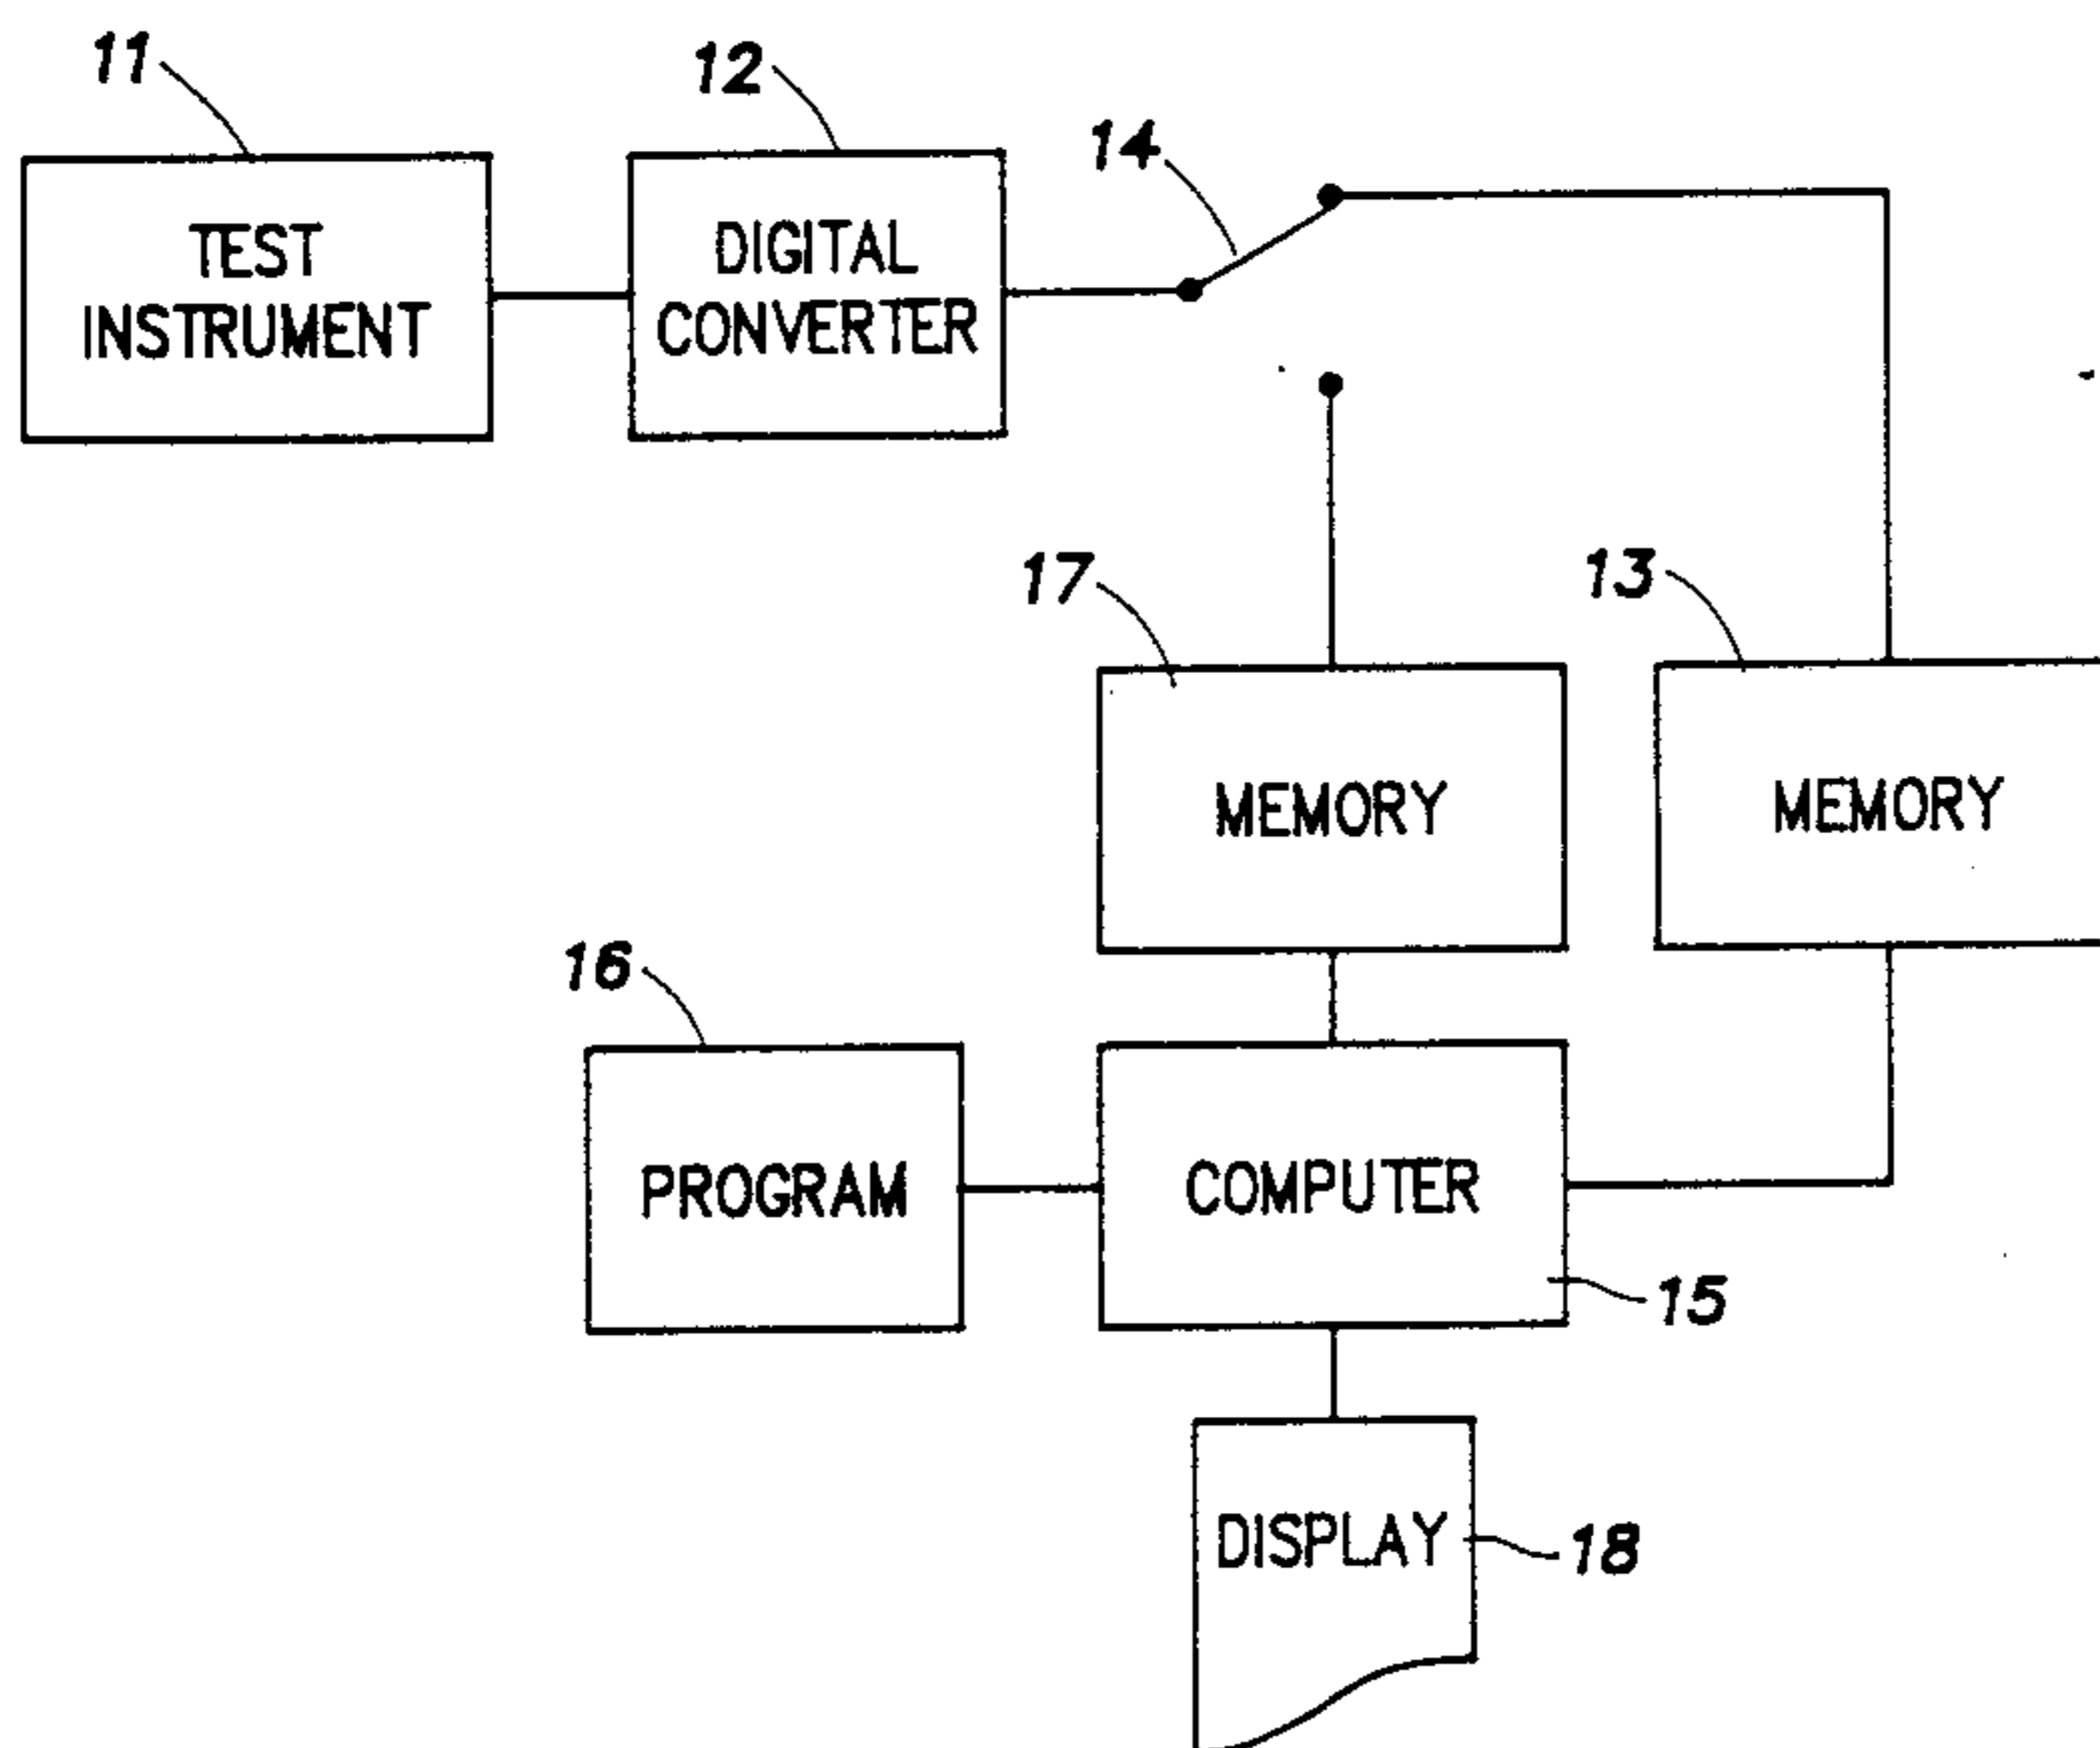 11
12
14
TEST
INSTRUMENT
DIGITAL
CONVERTER
17
13
MEMORY
MEMORY
16
PROGRAM
COMPUTER
15
DISPLAY
18